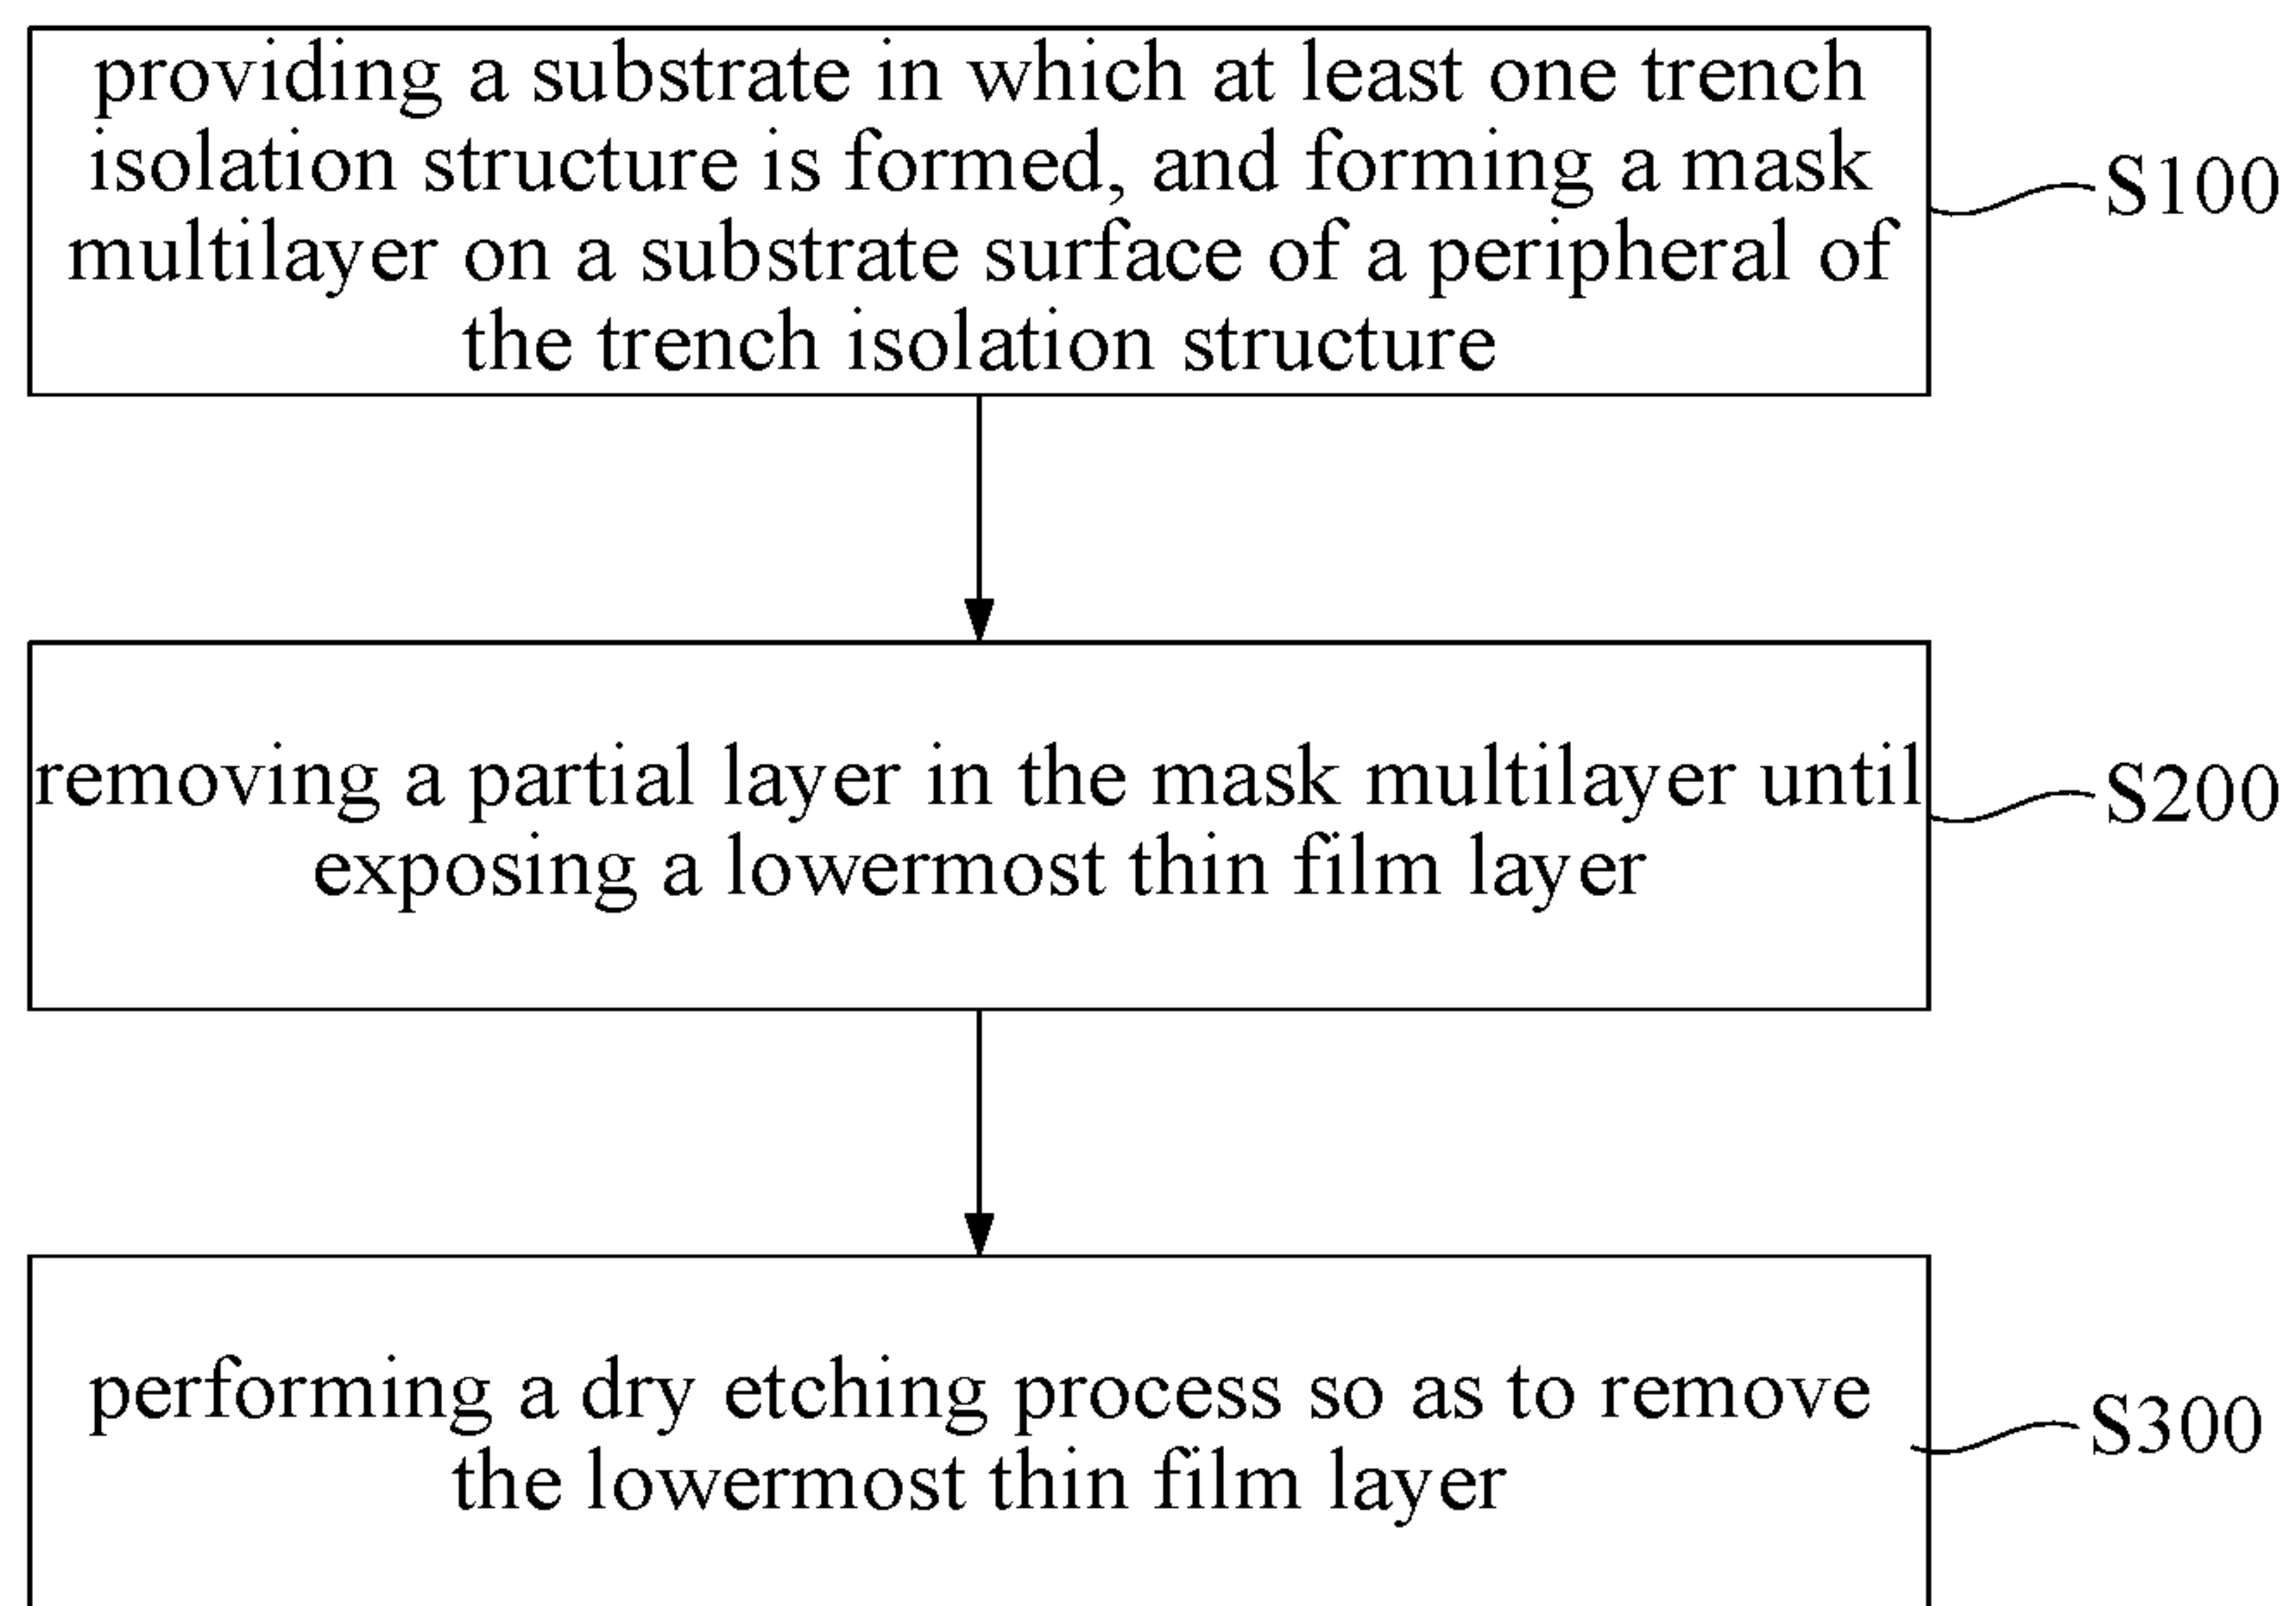 providing a substrate in which at least one trench
isolation structure is formed, and forming a mask
multilayer on a substrate surface of a peripheral of
the trench isolation structure
S100
removing a partial layer in the mask multilayer until
exposing a lowermost thin film layer
S200
performing a dry etching process so as to remove
the lowermost thin film layer
S300